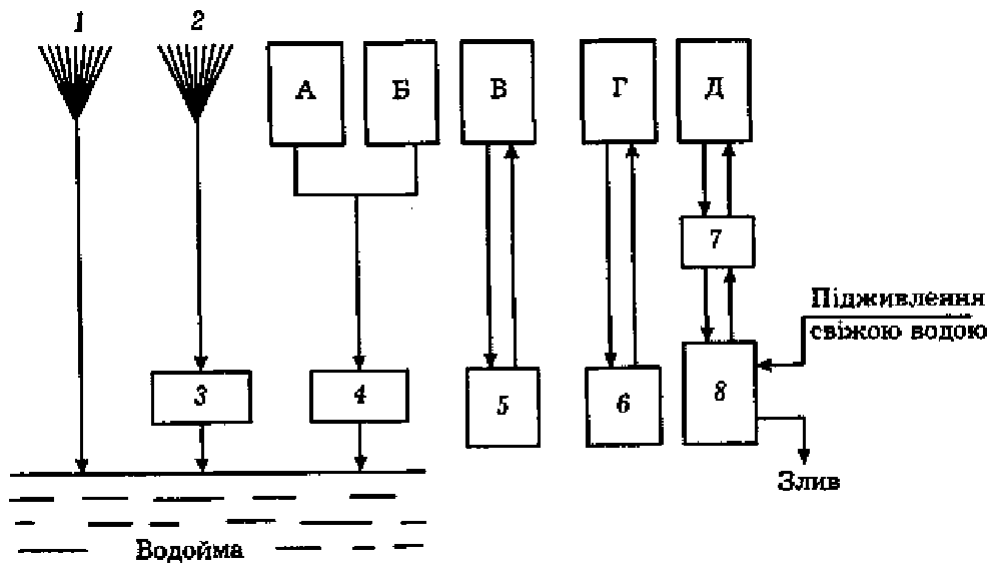 1 2
А Б В Г Д
7
Підживлення
свіжою водою
3 4 5 6 8
Злив
Водойма